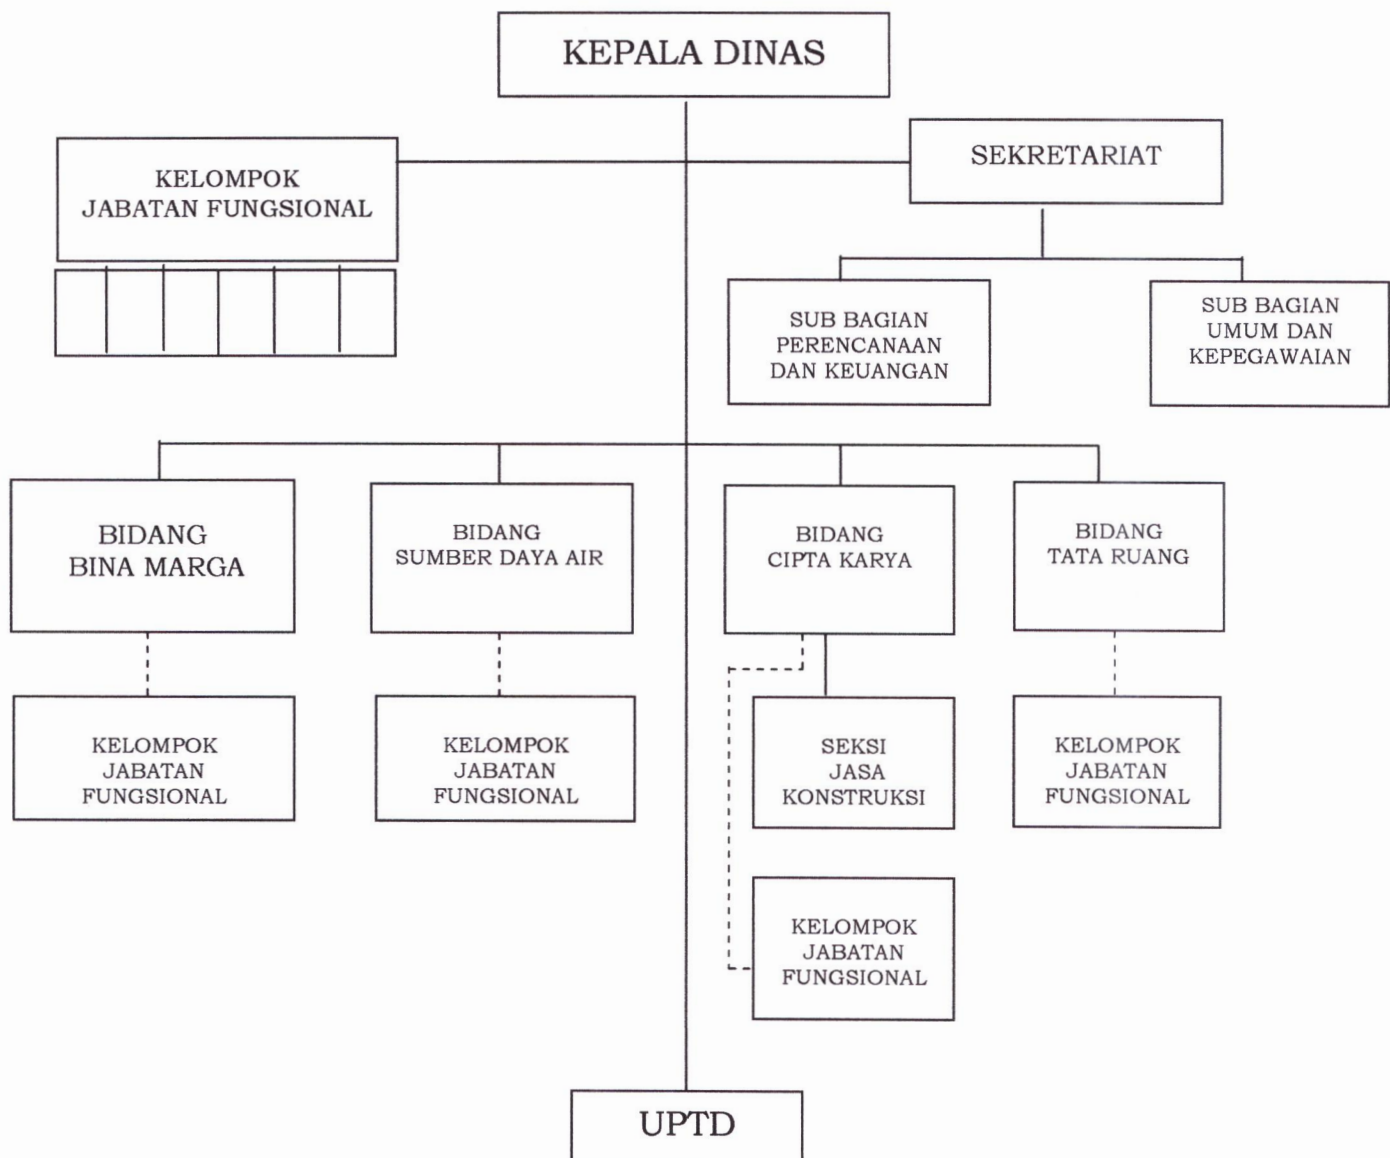 KEPALA DINAS
KELOMPOK
JABATAN FUNGSIONAL
SEKRETARIAT
SUB BAGIAN
PERENCANAAN
DAN KEUANGAN
SUB BAGIAN
UMUM DAN
KEPEGAWAIAN
BIDANG
BINA MARGA
BIDANG
SUMBER DAYA AIR
BIDANG
CIPTA KARYA
BIDANG
TATA RUANG
KELOMPOK
JABATAN
FUNGSIONAL
KELOMPOK
JABATAN
FUNGSIONAL
SEKSI
JASA
KONSTRUKSI
KELOMPOK
JABATAN
FUNGSIONAL
KELOMPOK
JABATAN
FUNGSIONAL
UPTD